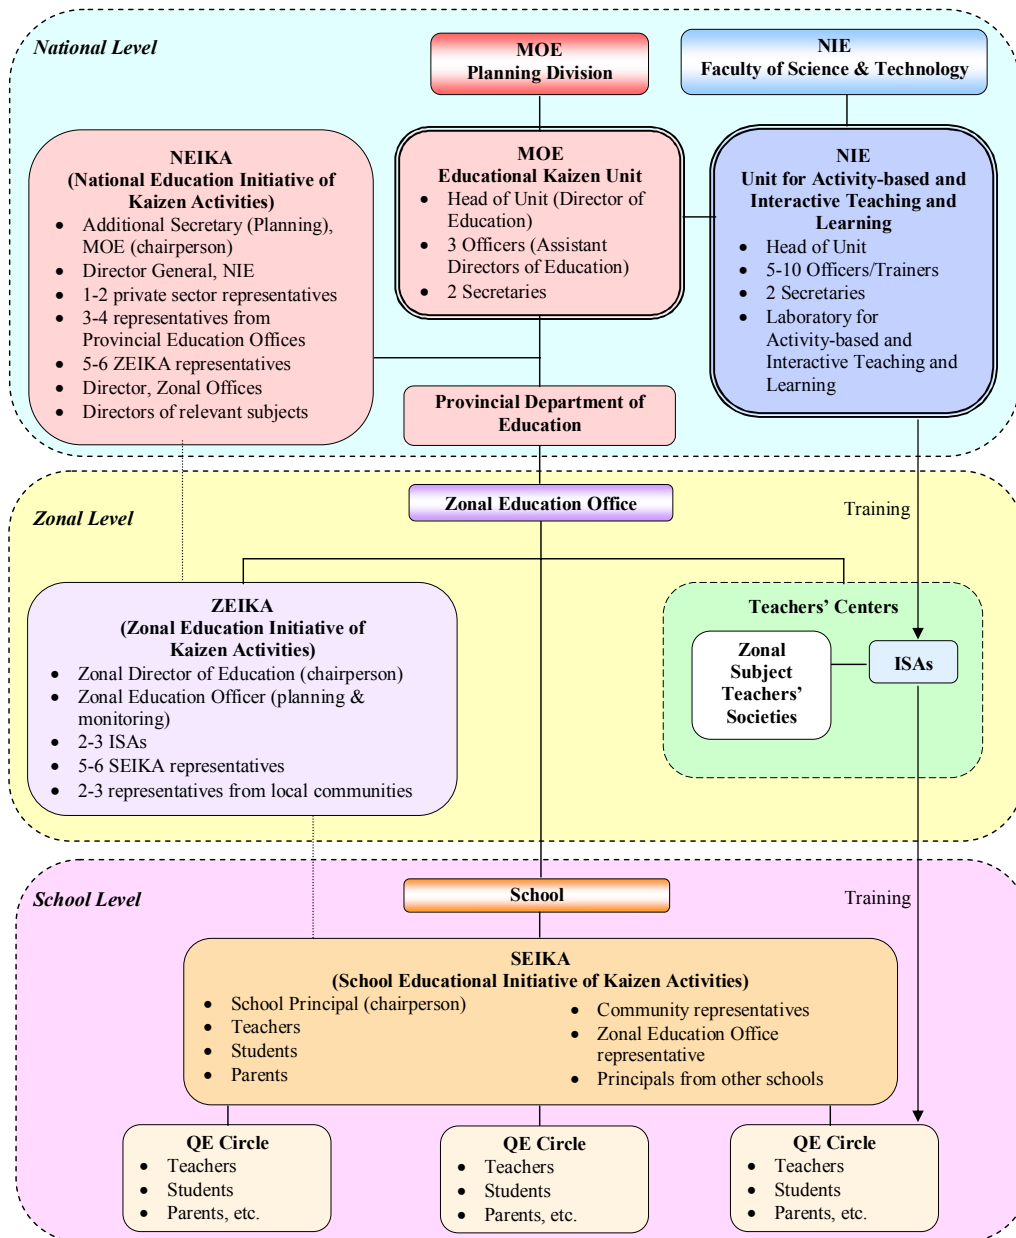 National Level
MOE
Planning Division
NIE
Faculty of Science & Technology
NEIKA
(National Education Initiative of
Kaizen Activities)
• Additional Secretary (Planning),
MOE (chairperson)
• Director General, NIE
• 1-2 private sector representatives
• 3-4 representatives from
Provincial Education Offices
• 5-6 ZEIKA representatives
• Director, Zonal Offices
• Directors of relevant subjects
MOE
Educational Kaizen Unit
• Head of Unit (Director of
Education)
• 3 Officers (Assistant
Directors of Education)
• 2 Secretaries
NIE
Unit for Activity-based and
Interactive Teaching and
Learning
• Head of Unit
• 5-10 Officers/Trainers
• 2 Secretaries
• Laboratory for
Activity-based and
Interactive Teaching and
Learning
Provincial Department of
Education
Zonal Level
Zonal Education Office
Training
ZEIKA
(Zonal Education Initiative of
Kaizen Activities)
• Zonal Director of Education (chairperson)
• Zonal Education Officer (planning &
monitoring)
• 2-3 ISAs
• 5-6 SEIKA representatives
• 2-3 representatives from local communities
Teachers' Centers
Zonal
Subject
Teachers'
Societies
ISAs
School Level
School
Training
SEIKA
(School Educational Initiative of Kaizen Activities)
• School Principal (chairperson)
• Teachers
• Students
• Parents
• Community representatives
• Zonal Education Office
representative
• Principals from other schools
QE Circle
• Teachers
• Students
• Parents, etc.
QE Circle
• Teachers
• Students
• Parents, etc.
QE Circle
• Teachers
• Students
• Parents, etc.